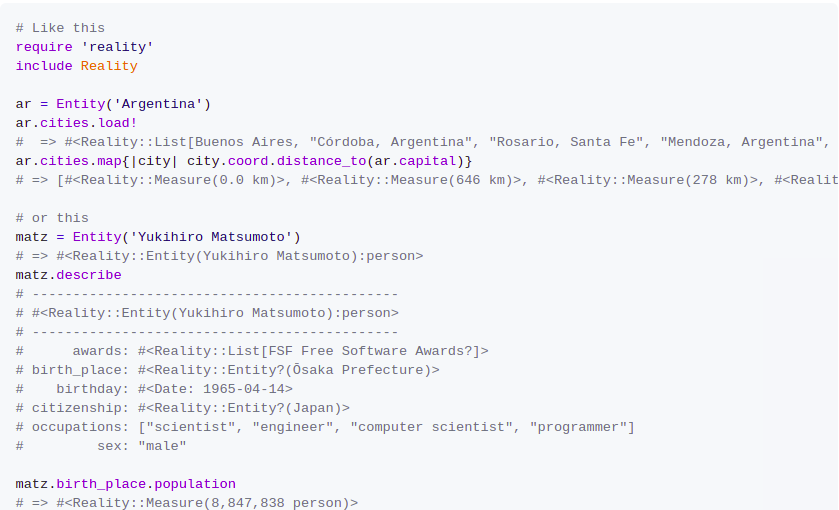 # Like this
require 'reality'
include Reality
ar = Entity('Argentina')
ar.cities.load!
#  => #<Reality::List[Buenos Aires, "Córdoba, Argentina", "Rosario, Santa Fe", "Mendoza, Argentina",
ar.cities.map{|city| city.coord.distance_to(ar.capital)}
# => [#<Reality::Measure(0.0 km)>, #<Reality::Measure(646 km)>, #<Reality::Measure(278 km)>, #<Realit
# or this
matz = Entity('Yukihiro Matsumoto')
# => #<Reality::Entity(Yukihiro Matsumoto):person>
matz.describe
# ---------------------------------------------
# #<Reality::Entity(Yukihiro Matsumoto):person>
# ---------------------------------------------
#      awards: #<Reality::List[FSF Free Software Awards?]>
# birth_place: #<Reality::Entity?(Ōsaka Prefecture)>
#    birthday: #<Date: 1965-04-14>
# citizenship: #<Reality::Entity?(Japan)>
# occupations: ["scientist", "engineer", "computer scientist", "programmer"]
#         sex: "male"
matz.birth_place.population
# => #<Reality::Measure(8,847,838 person)>